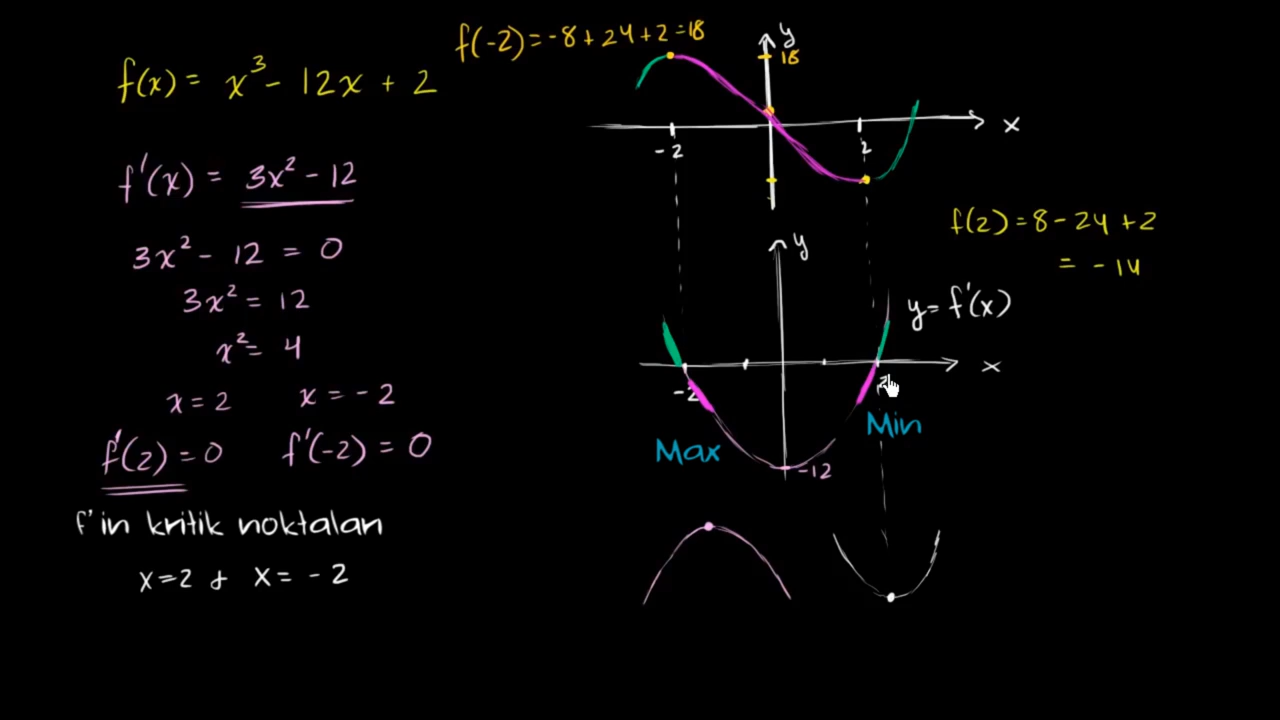 f(x) = x³ - 12x + 2
f'(x) = 3x² - 12
3x² - 12 = 0
3x² = 12
x² = 4
x = 2    x = -2
f'(2) = 0    f'(-2) = 0
f'in kritik noktaları
x=2 & x= -2
f(-2)=-8+24+2=18
y
18
x
-2
2
f(2)=8-24+2
= -14
y
y=f'(x)
x
-2
2
Max
Min
-12